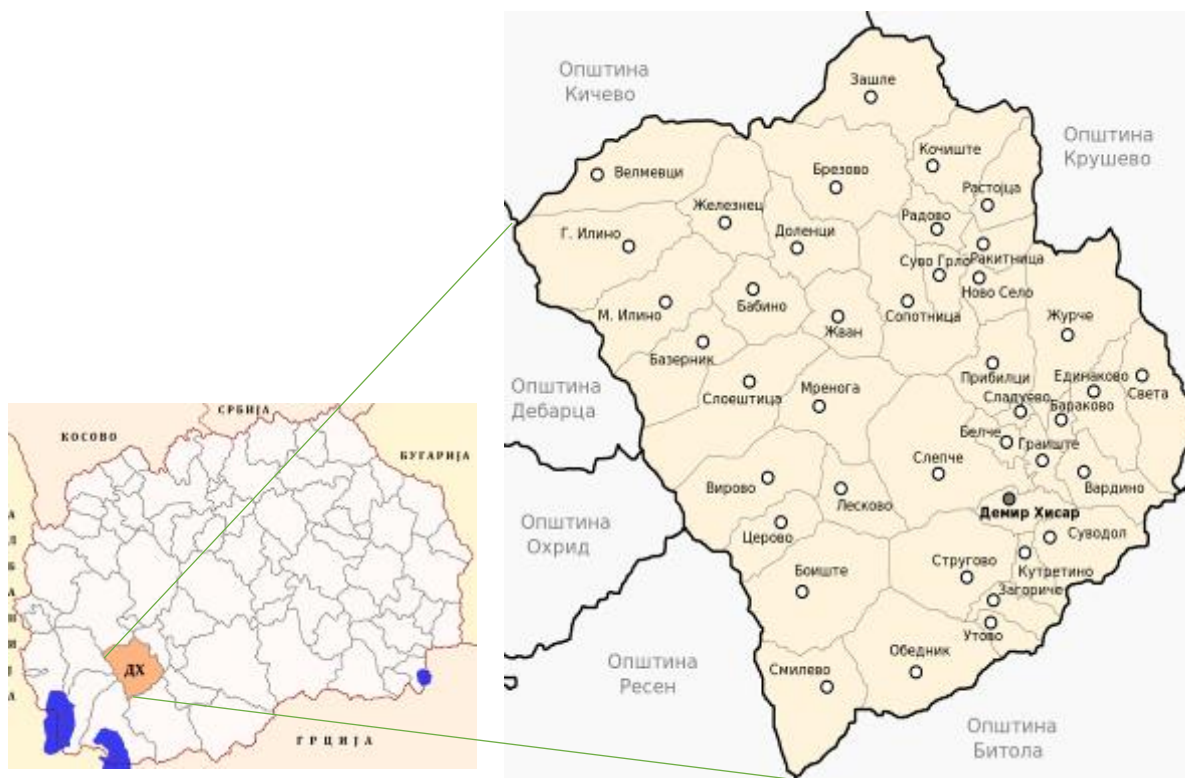 Општина
Кичево
Зашле
Општина
Крушево
Кочиште
Велмевци
Брезово
Растојца
Железнец
Радово
Г. Илино
Доленци
Суво Грло
Ракитница
Ново Село
Бабино
М. Илино
Сопотница
Жван
Журче
Базерник
Прибилци
Единаково
Општина
Дебарца
Слоештица
Мренога
Сладуево
Света
Бараково
Белче
Граиште
Слепче
Вирово
Лесково
Вардино
Демир Хисар
Општина
Охрид
Церово
Суводол
Боиште
Стругово
Кутретино
Загориче
Утово
Општина
Ресен
Смилево
Обедник
Општина
Битола
СРБИЈА
КОСОВО
БУГАРИЈА
ДХ
ГРЦИЈА